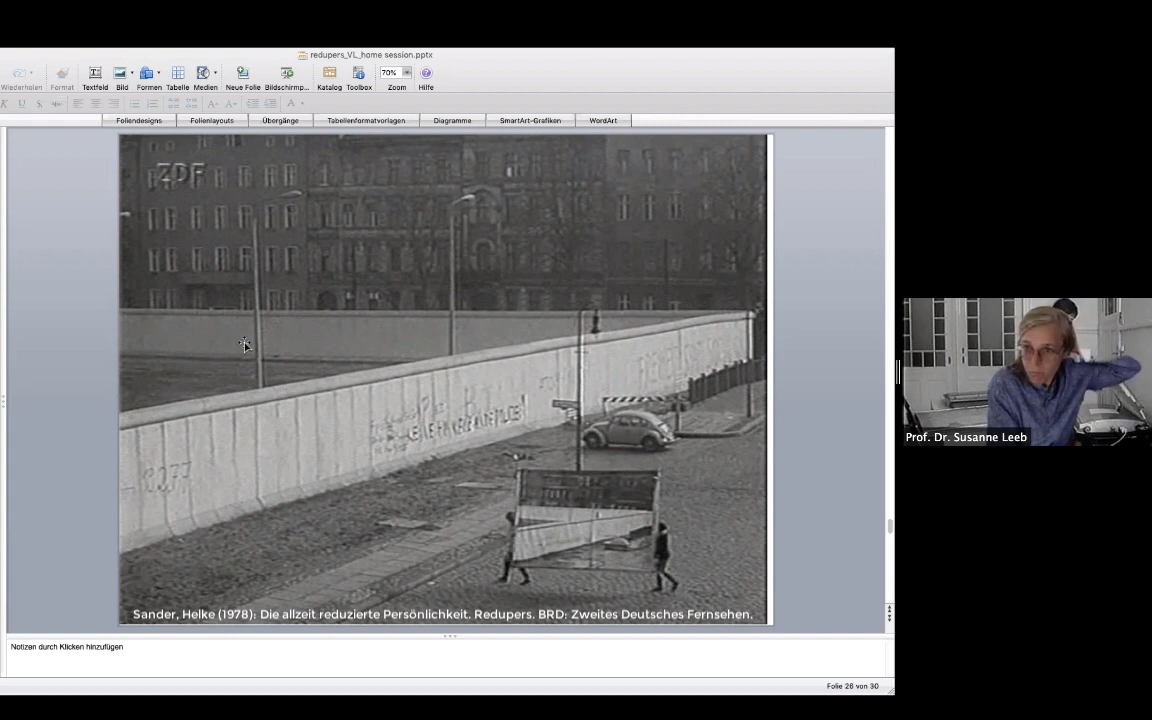 redupers_VL_home session.pptx
Wiederholen
Format
Textfeld
Bild
Formen
Tabelle
Medien
Neue Folie
Bildschirmp...
Katalog
Toolbox
70%
Zoom
Hilfe
Foliendesigns
Folienlayouts
Übergänge
Tabellenformatvorlagen
Diagramme
SmartArt-Grafiken
WordArt
ZDF
Sander, Helke (1978): Die allzeit reduzierte Persönlichkeit. Redupers. BRD: Zweites Deutsches Fernsehen.
Prof. Dr. Susanne Leeb
Notizen durch Klicken hinzufügen
Folie 26 von 30